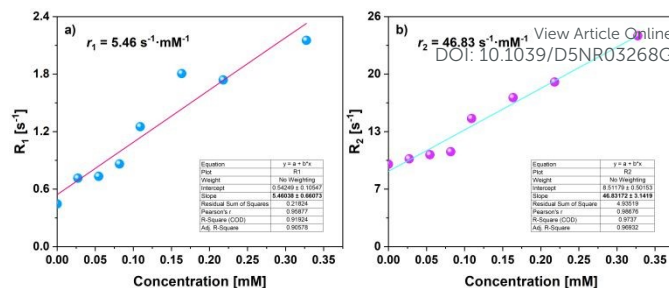 a)
r1 = 5.46 s⁻¹·mM⁻¹
R₁ [s⁻¹]
2.4
1.8
1.2
0.6
0.0
0.00 0.05 0.10 0.15 0.20 0.25 0.30 0.35
Concentration [mM]
Equation y = a + b*x
Plot R1
Weight No Weighting
Intercept 0.54249 ± 0.10547
Slope 5.46038 ± 0.66073
Residual Sum of Squares 0.21824
Pearson's r 0.95877
R-Square (COD) 0.91924
Adj. R-Square 0.90578
b)
r2 = 46.83 s⁻¹·mM⁻¹
View Article Online
DOI: 10.1039/D5NR03268G
R₂ [s⁻¹]
26
20
13
7
0
0.00 0.05 0.10 0.15 0.20 0.25 0.30 0.35
Concentration [mM]
Equation y = a + b*x
Plot R2
Weight No Weighting
Intercept 8.51179 ± 0.50153
Slope 46.83172 ± 3.1419
Residual Sum of Squares 4.93519
Pearson's r 0.98676
R-Square (COD) 0.9737
Adj. R-Square 0.96932